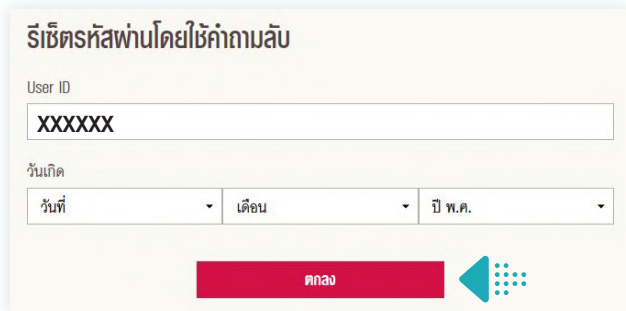 รีเซ็ตรหัสผ่านโดยใช้คำถามลับ
User ID
XXXXXX
วันเกิด
วันที่ เดือน ปี พ.ศ.
ตกลง